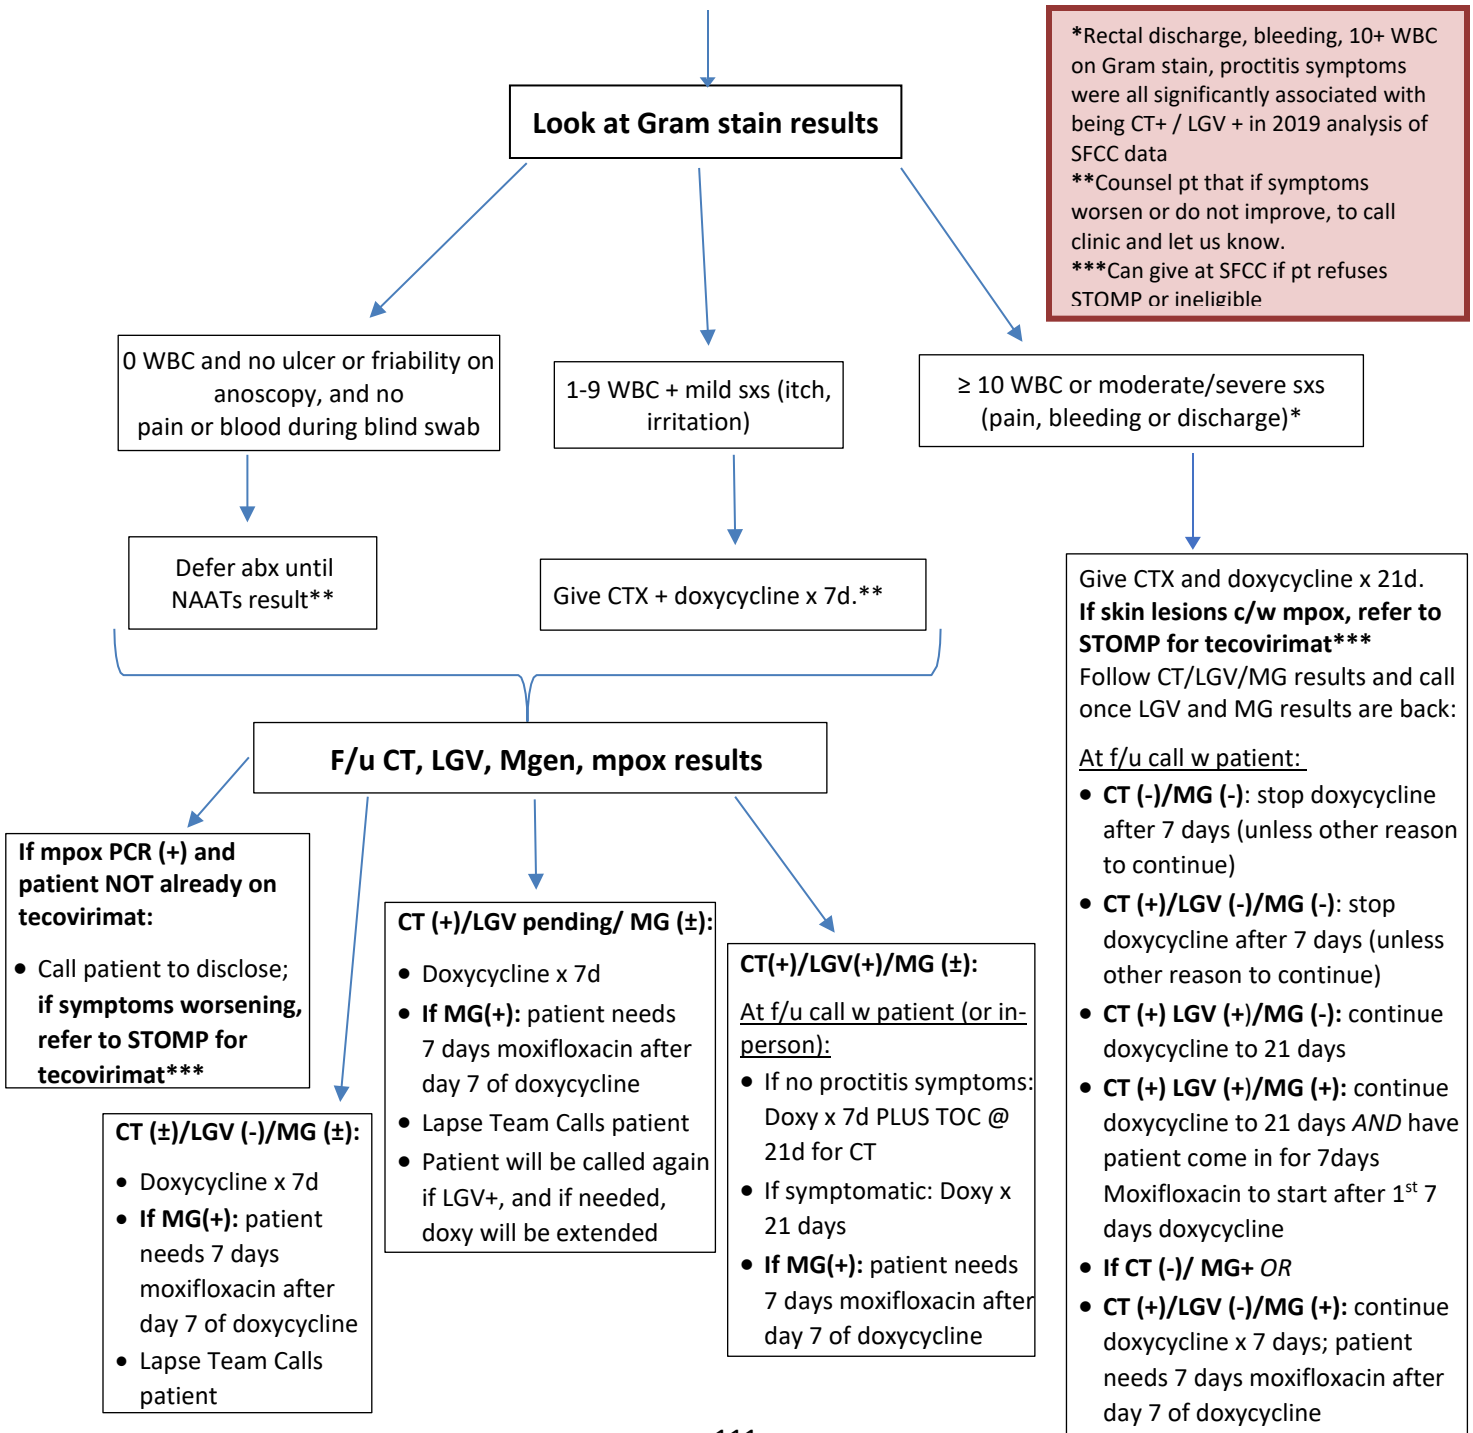 *Rectal discharge, bleeding, 10+ WBC
on Gram stain, proctitis symptoms
were all significantly associated with
being CT+ / LGV + in 2019 analysis of
SFCC data
**Counsel pt that if symptoms
worsen or do not improve, to call
clinic and let us know.
***Can give at SFCC if pt refuses
STOMP or ineligible
Look at Gram stain results
0 WBC and no ulcer or friability on
anoscopy, and no
pain or blood during blind swab
1-9 WBC + mild sxs (itch,
irritation)
≥ 10 WBC or moderate/severe sxs
(pain, bleeding or discharge)*
Defer abx until
NAATs result**
Give CTX + doxycycline x 7d.**
Give CTX and doxycycline x 21d.
If skin lesions c/w mpox, refer to
STOMP for tecovirimat***
Follow CT/LGV/MG results and call
once LGV and MG results are back:
At f/u call w patient:
• CT (-)/MG (-): stop doxycycline
after 7 days (unless other reason
to continue)
• CT (+)/LGV (-)/MG (-): stop
doxycycline after 7 days (unless
other reason to continue)
• CT (+) LGV (+)/MG (-): continue
doxycycline to 21 days
• CT (+) LGV (+)/MG (+): continue
doxycycline to 21 days AND have
patient come in for 7days
Moxifloxacin to start after 1st 7
days doxycycline
• If CT (-)/ MG+ OR
• CT (+)/LGV (-)/MG (+): continue
doxycycline x 7 days; patient
needs 7 days moxifloxacin after
day 7 of doxycycline
F/u CT, LGV, Mgen, mpox results
If mpox PCR (+) and
patient NOT already on
tecovirimat:
• Call patient to disclose;
if symptoms worsening,
refer to STOMP for
tecovirimat***
CT (±)/LGV (-)/MG (±):
• Doxycycline x 7d
• If MG(+): patient
needs 7 days
moxifloxacin after
day 7 of doxycycline
• Lapse Team Calls
patient
CT (+)/LGV pending/ MG (±):
• Doxycycline x 7d
• If MG(+): patient needs
7 days moxifloxacin after
day 7 of doxycycline
• Lapse Team Calls patient
• Patient will be called again
if LGV+, and if needed,
doxy will be extended
CT(+)/LGV(+)/MG (±):
At f/u call w patient (or in-
person):
• If no proctitis symptoms:
Doxy x 7d PLUS TOC @
21d for CT
• If symptomatic: Doxy x
21 days
• If MG(+): patient needs
7 days moxifloxacin after
day 7 of doxycycline